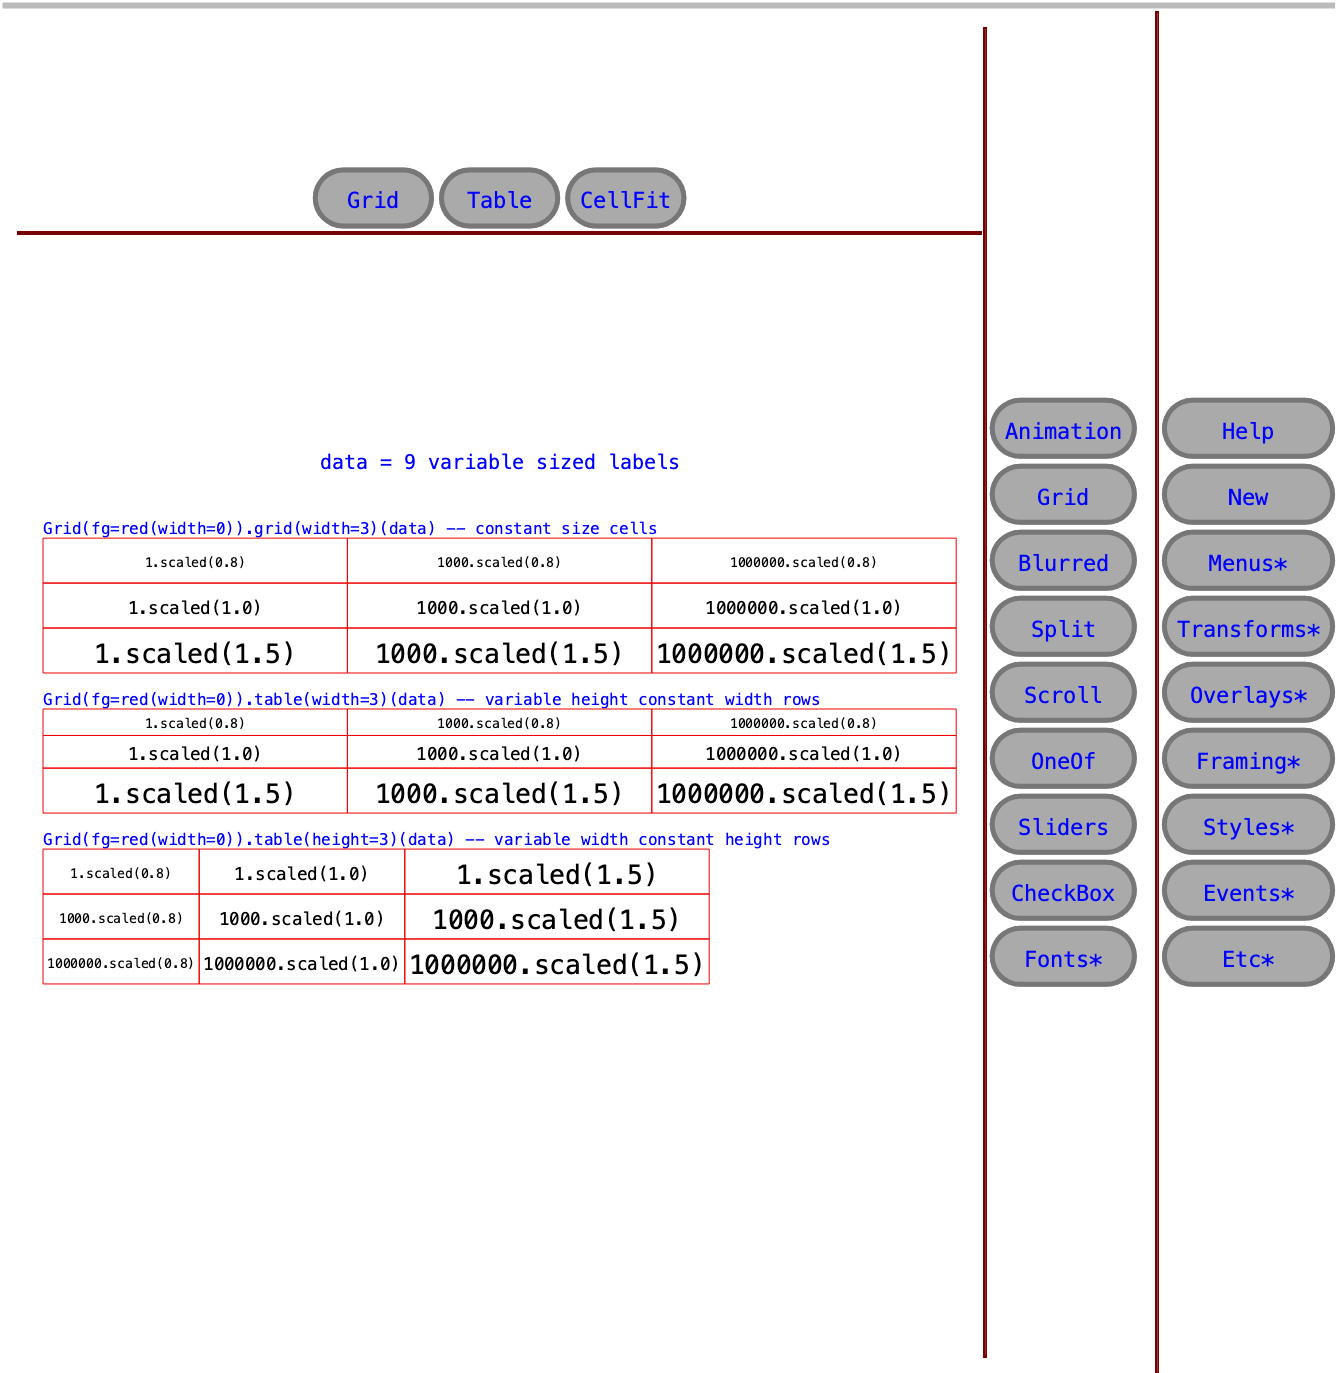 Grid Table CellFit
data = 9 variable sized labels
Grid(fg=red(width=0)).grid(width=3)(data) -- constant size cells
1.scaled(0.8) 1000.scaled(0.8) 1000000.scaled(0.8)
1.scaled(1.0) 1000.scaled(1.0) 1000000.scaled(1.0)
1.scaled(1.5) 1000.scaled(1.5) 1000000.scaled(1.5)
Grid(fg=red(width=0)).table(width=3)(data) -- variable height constant width rows
1.scaled(0.8) 1000.scaled(0.8) 1000000.scaled(0.8)
1.scaled(1.0) 1000.scaled(1.0) 1000000.scaled(1.0)
1.scaled(1.5) 1000.scaled(1.5) 1000000.scaled(1.5)
Grid(fg=red(width=0)).table(height=3)(data) -- variable width constant height rows
1.scaled(0.8) 1.scaled(1.0) 1.scaled(1.5)
1000.scaled(0.8) 1000.scaled(1.0) 1000.scaled(1.5)
1000000.scaled(0.8) 1000000.scaled(1.0) 1000000.scaled(1.5)
Animation
Grid
Blurred
Split
Scroll
OneOf
Sliders
CheckBox
Fonts*
Help
New
Menus*
Transforms*
Overlays*
Framing*
Styles*
Events*
Etc*